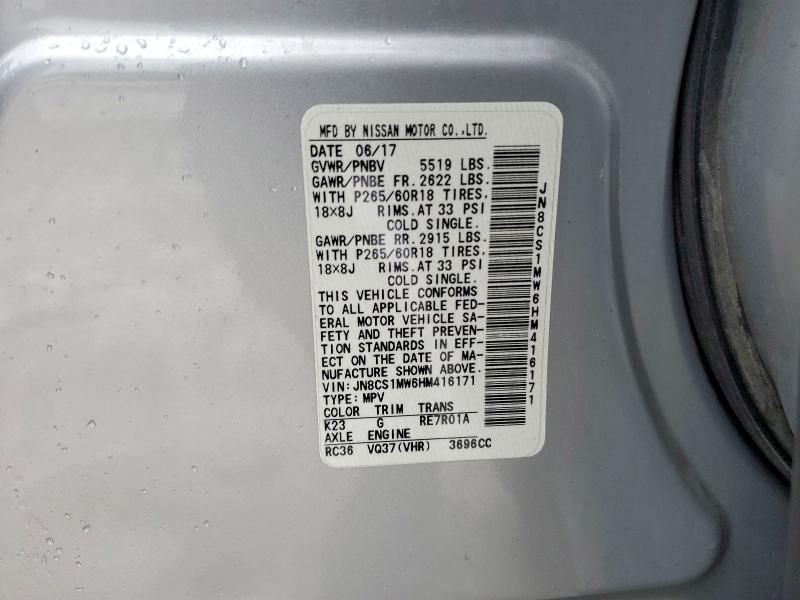 MFD BY NISSAN MOTOR CO.,LTD.
DATE 06/17
GVWR/PNBV 5519 LBS.
GAWR/PNBE FR. 2622 LBS.
WITH P265/60R18 TIRES,
18×8J RIMS.AT 33 PSI
COLD SINGLE.
GAWR/PNBE RR. 2915 LBS.
WITH P265/60R18 TIRES,
18×8J RIMS.AT 33 PSI
COLD SINGLE.
THIS VEHICLE CONFORMS
TO ALL APPLICABLE FED-
ERAL MOTOR VEHICLE SA-
FETY AND THEFT PREVEN-
TION STANDARDS IN EFF-
ECT ON THE DATE OF MA-
NUFACTURE SHOWN ABOVE.
VIN: JN8CS1MW6HM416171
TYPE: MPV
COLOR TRIM TRANS
K23 G RE7R01A
AXLE ENGINE
RC36 VQ37(VHR) 3696CC
JN8CS1MW6HM416171